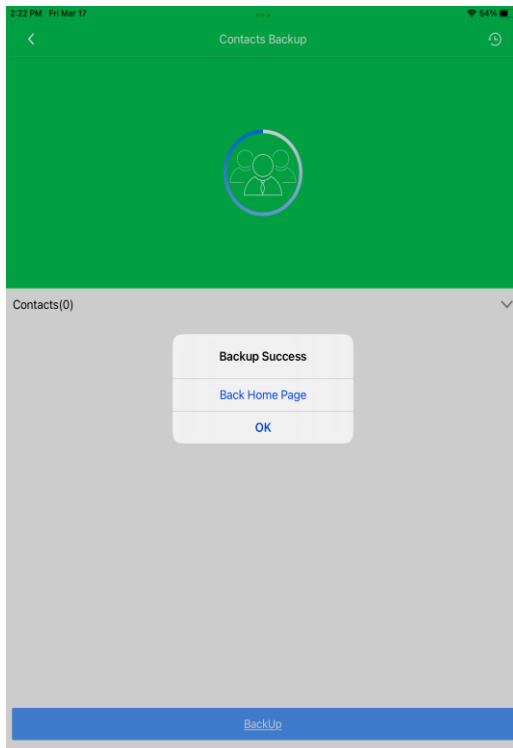 2:22 PM Fri Mar 17 54%
Contacts Backup
Contacts(0)
Backup Success
Back Home Page
OK
BackUp